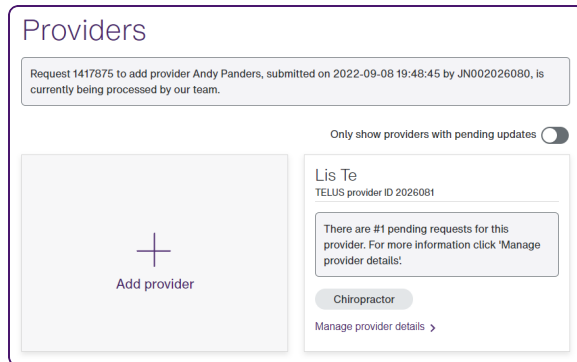 Providers
Request 1417875 to add provider Andy Panders, submitted on 2022-09-08 19:48:45 by JN002026080, is
currently being processed by our team.
Only show providers with pending updates
Add provider
Lis Te
TELUS provider ID 2026081
There are #1 pending requests for this
provider. For more information click 'Manage
provider details'.
Chiropractor
Manage provider details